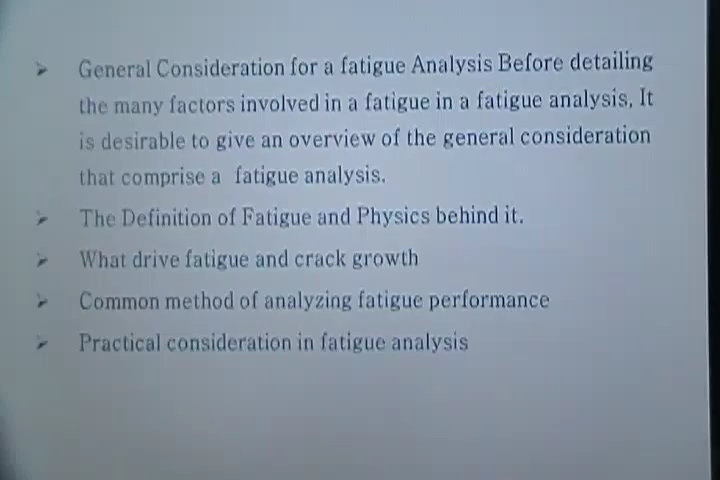 General Consideration for a fatigue Analysis Before detailing
the many factors involved in a fatigue in a fatigue analysis, It
is desirable to give an overview of the general consideration
that comprise a fatigue analysis.
The Definition of Fatigue and Physics behind it.
What drive fatigue and crack growth
Common method of analyzing fatigue performance
Practical consideration in fatigue analysis